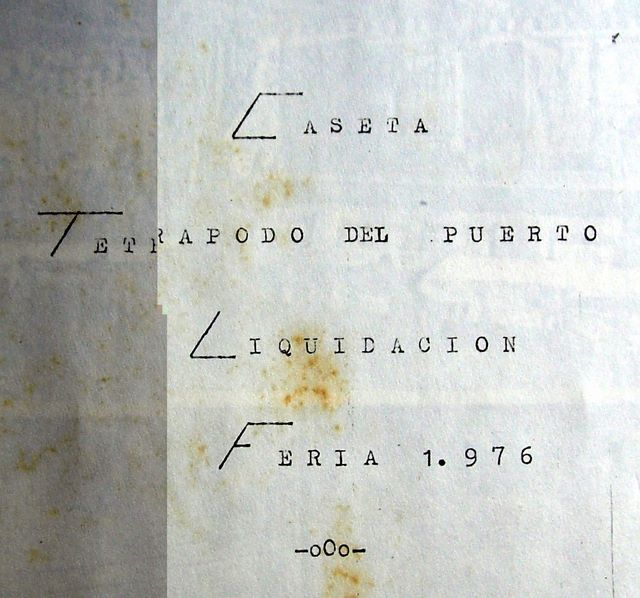 CASETA
TETRAPODO DEL PUERTO
LIQUIDACION
FERIA 1.976
-oOo-